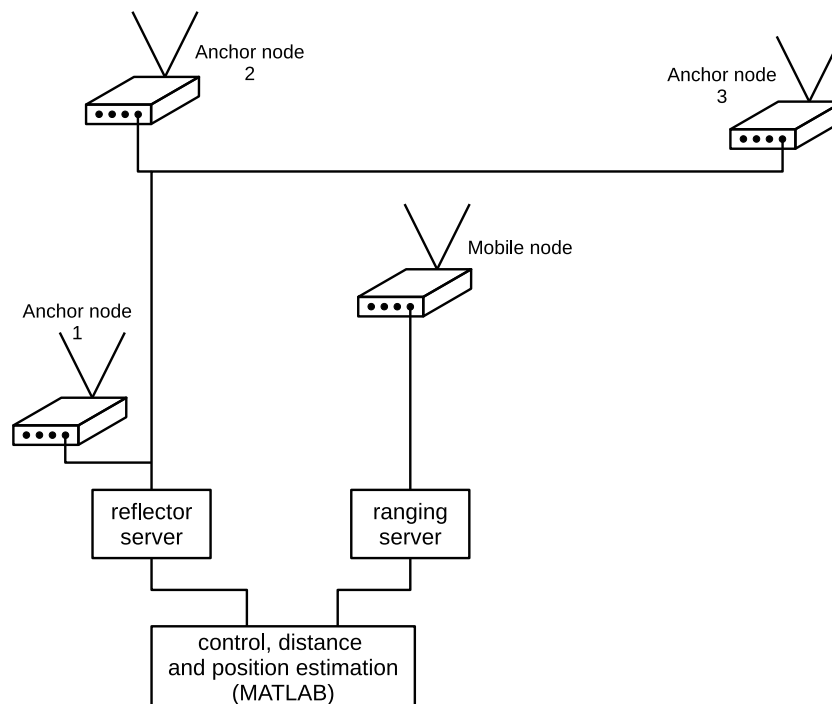 Anchor node
2
Anchor node
3
Mobile node
Anchor node
1
reflector
server
ranging
server
control, distance
and position estimation
(MATLAB)